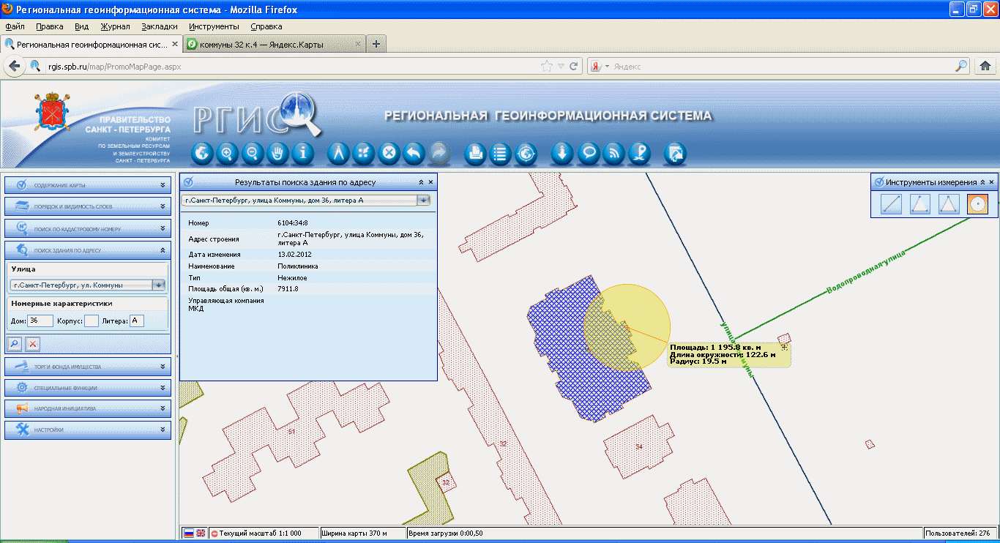 Региональная геоинформационная система - Mozilla Firefox
Файл Правка Вид Журнал Закладки Инструменты Справка
Региональная геоинформационная сис... коммуны 32 к.4 — Яндекс.Карты
rgis.spb.ru/map/PromoMapPage.aspx Яндекс
ПРАВИТЕЛЬСТВО
САНКТ - ПЕТЕРБУРГА
КОМИТЕТ
ПО ЗЕМЕЛЬНЫМ РЕСУРСАМ
И ЗЕМЛЕУСТРОЙСТВУ
САНКТ - ПЕТЕРБУРГА
РГИС
РЕГИОНАЛЬНАЯ ГЕОИНФОРМАЦИОННАЯ СИСТЕМА
СОДЕРЖАНИЕ КАРТЫ
ПОРЯДОК И ВИДИМОСТЬ СЛОЕВ
ПОИСК ПО КАДАСТРОВОМУ НОМЕРУ
ПОИСК ЗДАНИЯ ПО АДРЕСУ
Улица
г.Санкт-Петербург, ул. Коммуны
Номерные характеристики
Дом: 36 Корпус: Литера: А
ТОРГИ ФОНДА ИМУЩЕСТВА
СПЕЦИАЛЬНЫЕ ФУНКЦИИ
НАРОДНАЯ ИНИЦИАТИВА
НАСТРОЙКИ
Результаты поиска здания по адресу
г.Санкт-Петербург, улица Коммуны, дом 36, литера А
Номер 6104:34:8
Адрес строения г.Санкт-Петербург, улица Коммуны, дом 36,
литера А
Дата изменения 13.02.2012
Наименование Поликлиника
Тип Нежилое
Площадь общая (кв. м.) 7911.8
Управляющая компания
МКД
Инструменты измерения
Водопроводная улица
улица
Площадь: 1 195.8 кв. м
Длина окружности: 122.6 м
Радиус: 19.5 м
51
32
34
32
Текущий масштаб 1:1 000 Ширина карты 370 м Время загрузки 0:00,50 Пользователей: 276